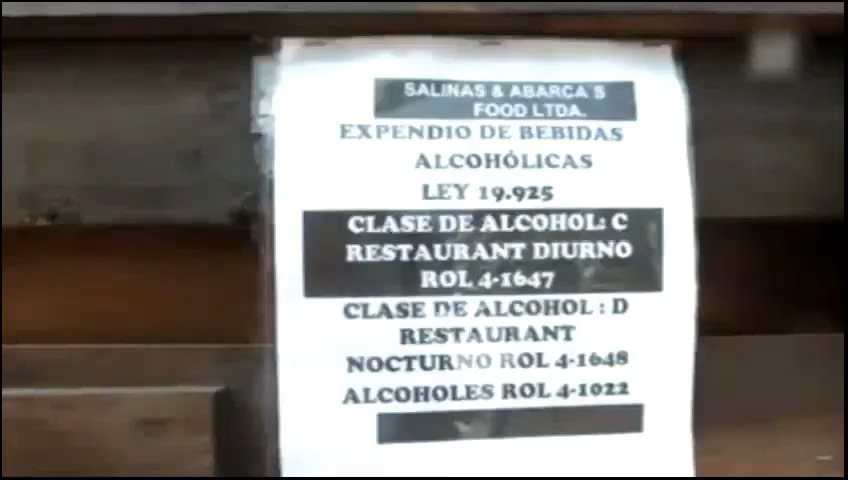 SALINAS & ABARCA S
FOOD LTDA.
EXPENDIO DE BEBIDAS
ALCOHÓLICAS
LEY 19.925
CLASE DE ALCOHOL: C
RESTAURANT DIURNO
ROL 4-1647
CLASE DE ALCOHOL : D
RESTAURANT
NOCTURNO ROL 4-1648
ALCOHOLES ROL 4-1022